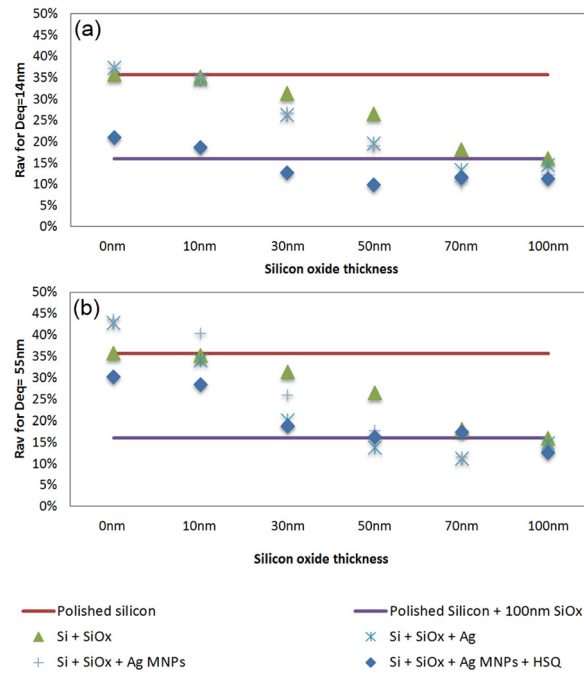 (a)
Rav for Deq=14nm
50%
45%
40%
35%
30%
25%
20%
15%
10%
5%
0%
0nm 10nm 30nm 50nm 70nm 100nm
Silicon oxide thickness
(b)
Rav for Deq= 55nm
50%
45%
40%
35%
30%
25%
20%
15%
10%
5%
0%
0nm 10nm 30nm 50nm 70nm 100nm
Silicon oxide thickness
Polished silicon
Polished Silicon + 100nm SiOx
Si + SiOx
Si + SiOx + Ag
Si + SiOx + Ag MNPs
Si + SiOx + Ag MNPs + HSQ